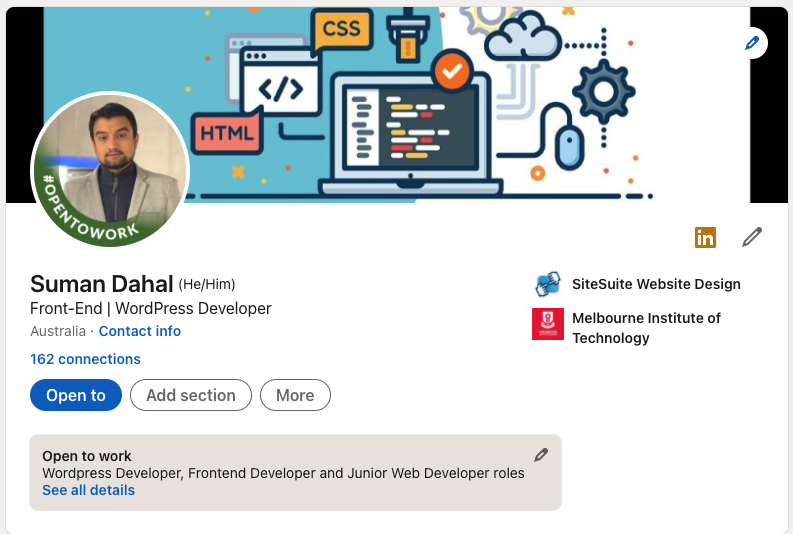 CSS
</>
HTML
#OPENTOWORK
in
Suman Dahal (He/Him)
Front-End | WordPress Developer
Australia · Contact info
162 connections
Open to
Add section
More
SiteSuite Website Design
Melbourne Institute of
Technology
Open to work
Wordpress Developer, Frontend Developer and Junior Web Developer roles
See all details